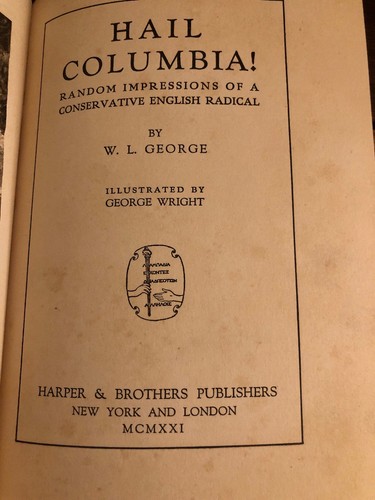 HAIL
COLUMBIA!
RANDOM IMPRESSIONS OF A
CONSERVATIVE ENGLISH RADICAL
BY
W. L. GEORGE
ILLUSTRATED BY
GEORGE WRIGHT
HARPER & BROTHERS PUBLISHERS
NEW YORK AND LONDON
MCMXXI